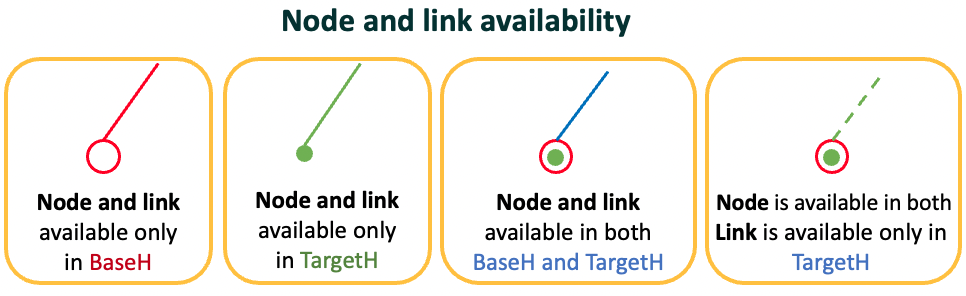 Node and link availability
Node and link
available only
in BaseH
Node and link
available only
in TargetH
Node and link
available in both
BaseH and TargetH
Node is available in both
Link is available only in
TargetH